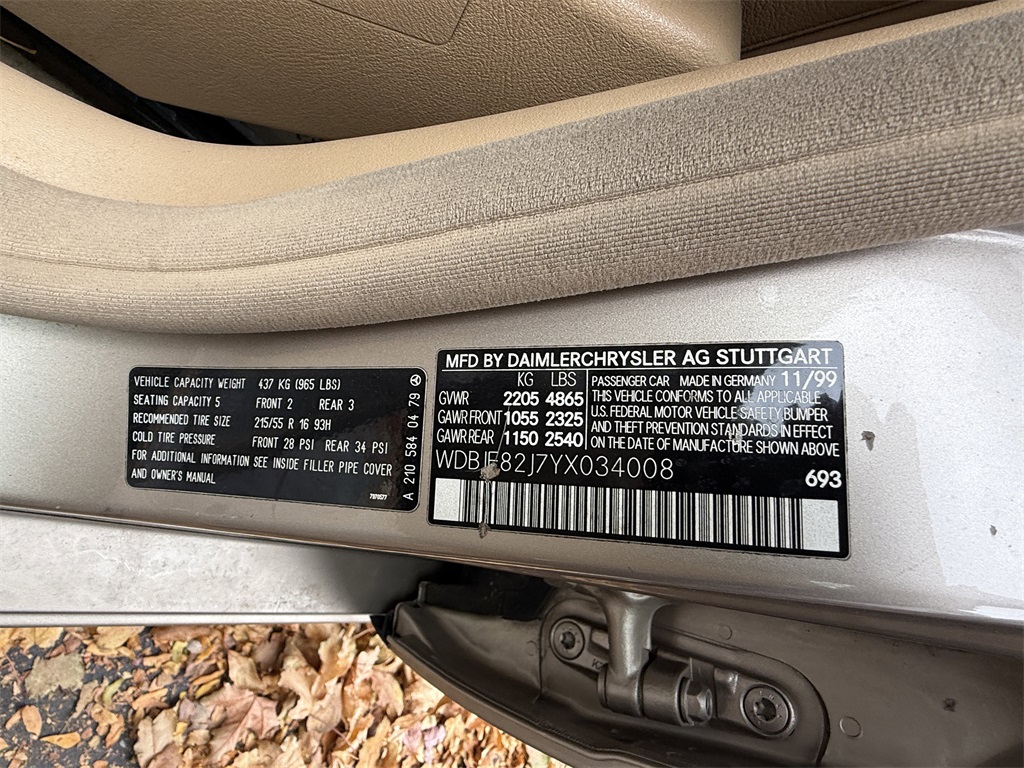 VEHICLE CAPACITY WEIGHT 437 KG (965 LBS)
SEATING CAPACITY 5 FRONT 2 REAR 3
RECOMMENDED TIRE SIZE 215/55 R 16 93H
COLD TIRE PRESSURE FRONT 28 PSI REAR 34 PSI
FOR ADDITIONAL INFORMATION SEE INSIDE FILLER PIPE COVER
AND OWNER'S MANUAL
7870577
A 210 584 04 79
MFD BY DAIMLERCHRYSLER AG STUTTGART
KG LBS
GVWR 2205 4865
GAWR FRONT 1055 2325
GAWR REAR 1150 2540
PASSENGER CAR MADE IN GERMANY 11/99
THIS VEHICLE CONFORMS TO ALL APPLICABLE
U.S. FEDERAL MOTOR VEHICLE SAFETY, BUMPER
AND THEFT PREVENTION STANDARDS IN EFFECT
ON THE DATE OF MANUFACTURE SHOWN ABOVE
WDBJF82J7YX034008
693